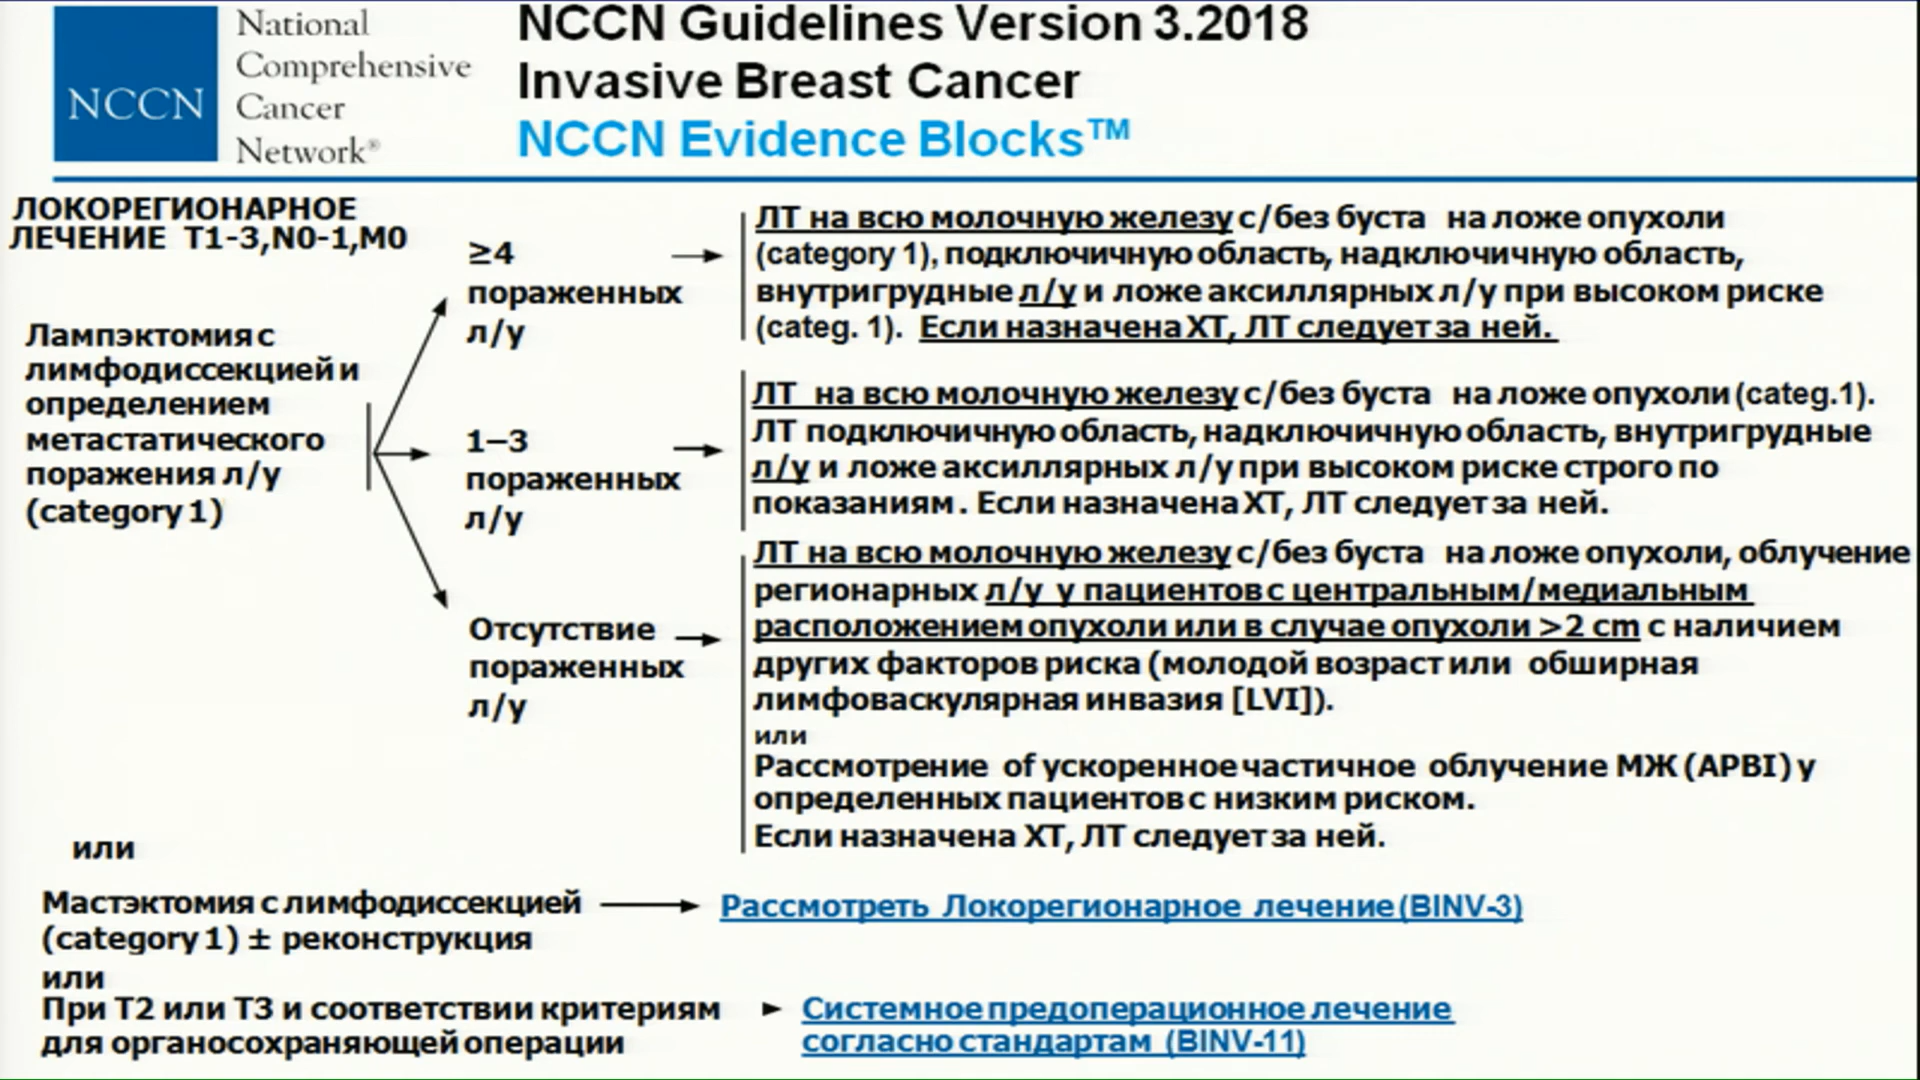 NCCN
National
Comprehensive
Cancer
Network®
NCCN Guidelines Version 3.2018
Invasive Breast Cancer
NCCN Evidence Blocks™
ЛОКОРЕГИОНАРНОЕ
ЛЕЧЕНИЕ Т1-3,N0-1,M0
Лампэктомия с
лимфодиссекцией и
определением
метастатического
поражения л/у
(category 1)
≥4
пораженных
л/у
ЛТ на всю молочную железу с/без буста на ложе опухоли
(category 1), подключичную область, надключичную область,
внутригрудные л/у и ложе аксиллярных л/у при высоком риске
(categ. 1). Если назначена ХТ, ЛТ следует за ней.
1–3
пораженных
л/у
ЛТ на всю молочную железу с/без буста на ложе опухоли (categ.1).
ЛТ подключичную область, надключичную область, внутригрудные
л/у и ложе аксиллярных л/у при высоком риске строго по
показаниям. Если назначена ХТ, ЛТ следует за ней.
Отсутствие
пораженных
л/у
ЛТ на всю молочную железу с/без буста на ложе опухоли, облучение
регионарных л/у у пациентов с центральным/медиальным
расположением опухоли или в случае опухоли >2 cm с наличием
других факторов риска (молодой возраст или обширная
лимфоваскулярная инвазия [LVI]).
или
Рассмотрение of ускоренное частичное облучение МЖ (APBI) у
определенных пациентов с низким риском.
Если назначена ХТ, ЛТ следует за ней.
или
Мастэктомия с лимфодиссекцией
(category 1) ± реконструкция
Рассмотреть Локорегионарное лечение (BINV-3)
или
При Т2 или Т3 и соответствии критериям
для органосохраняющей операции
Системное предоперационное лечение
согласно стандартам (BINV-11)